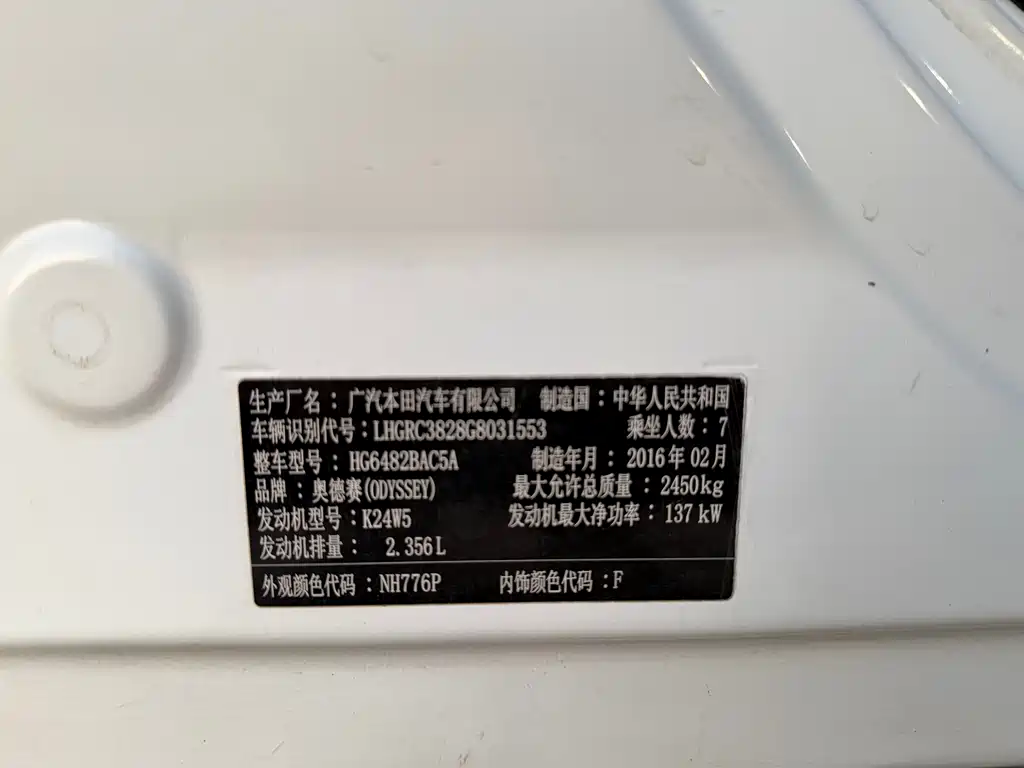 生产厂名：广汽本田汽车有限公司 制造国：中华人民共和国
车辆识别代号：LHGRC3828G8031553 乘坐人数：7
整车型号：HG6482BAC5A 制造年月：2016年02月
品牌：奥德赛(ODYSSEY) 最大允许总质量：2450kg
发动机型号：K24W5 发动机最大净功率：137kW
发动机排量：2.356L
外观颜色代码：NH776P 内饰颜色代码：F